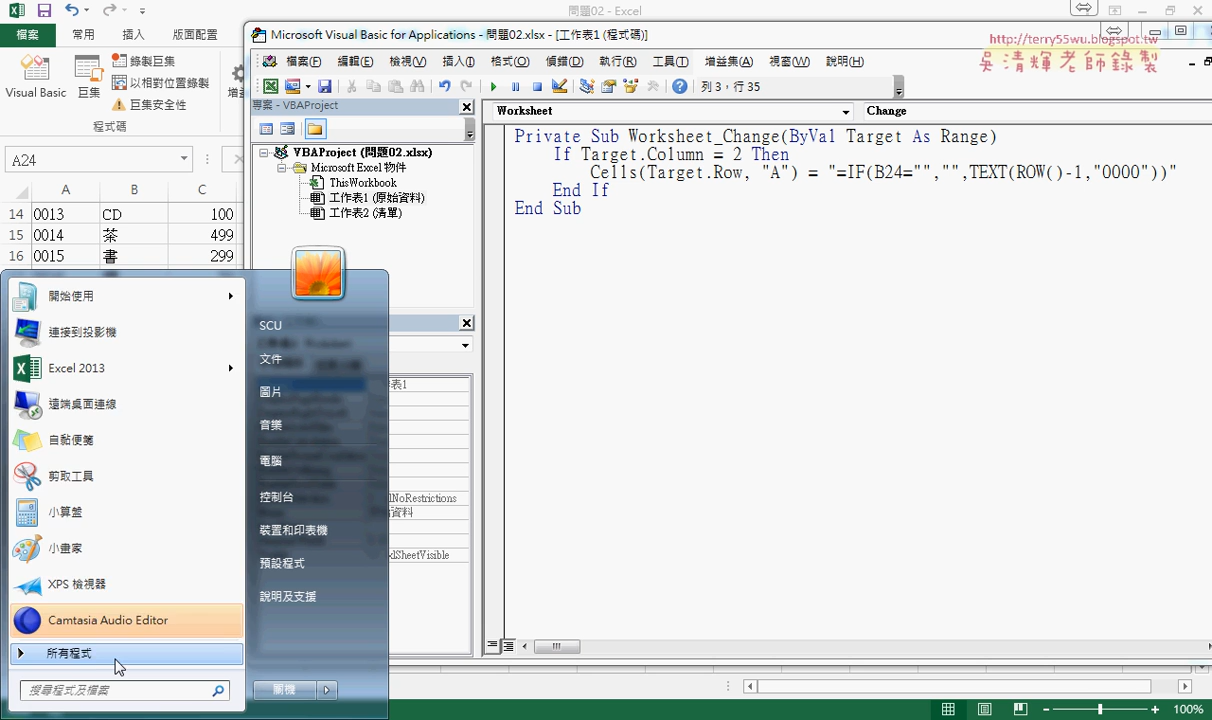 問題02 - Excel
檔案 常用 插入 版面配置
Visual Basic 巨集 錄製巨集
以相對位置錄製
巨集安全性
程式碼
Microsoft Visual Basic for Applications - 問題02.xlsx - [工作表1 (程式碼)]
http://terry55wu.blogspot.tw
吳清輝老師錄製
檔案(F) 編輯(E) 檢視(V) 插入(I) 格式(O) 偵錯(D) 執行(R) 工具(T) 增益集(A) 視窗(W) 說明(H)
列 3，行 35
專案 - VBAProject
VBAProject (問題02.xlsx)
Microsoft Excel 物件
ThisWorkbook
工作表1 (原始資料)
工作表2 (清單)
Worksheet Change
Private Sub Worksheet_Change(ByVal Target As Range)
If Target.Column = 2 Then
Cells(Target.Row, "A") = "=IF(B24="","",TEXT(ROW()-1,"0000"))"
End If
End Sub
A24
A B C
14 0013 CD 100
15 0014 茶 499
16 0015 書 299
開始使用
連接到投影機
Excel 2013
遠端桌面連線
自黏便箋
剪取工具
小算盤
小畫家
XPS 檢視器
Camtasia Audio Editor
所有程式
搜尋程式及檔案
SCU
文件
圖片
音樂
電腦
控制台
裝置和印表機
預設程式
說明及支援
關機
表1
lNoRestrictions
資料
xlSheetVisible
100%